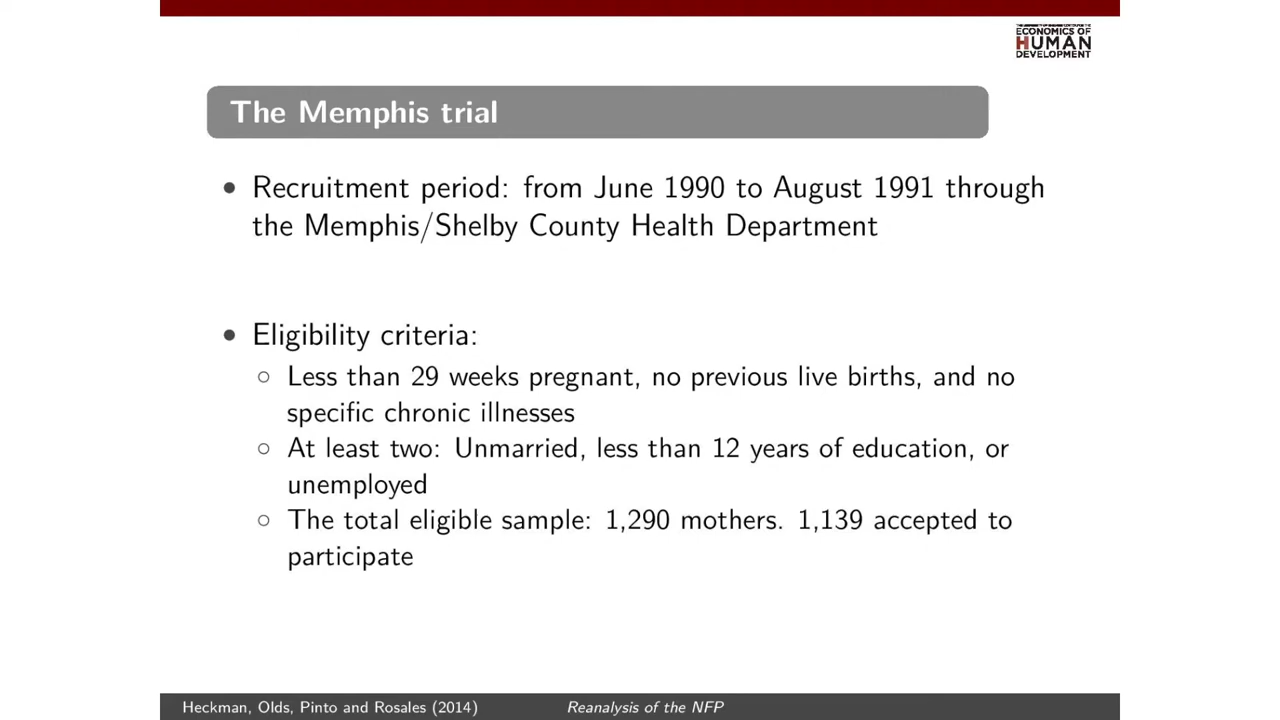 ECONOMICS OF
HUMAN
DEVELOPMENT
The Memphis trial
• Recruitment period: from June 1990 to August 1991 through
the Memphis/Shelby County Health Department
• Eligibility criteria:
○ Less than 29 weeks pregnant, no previous live births, and no
specific chronic illnesses
○ At least two: Unmarried, less than 12 years of education, or
unemployed
○ The total eligible sample: 1,290 mothers. 1,139 accepted to
participate
Heckman, Olds, Pinto and Rosales (2014) Reanalysis of the NFP